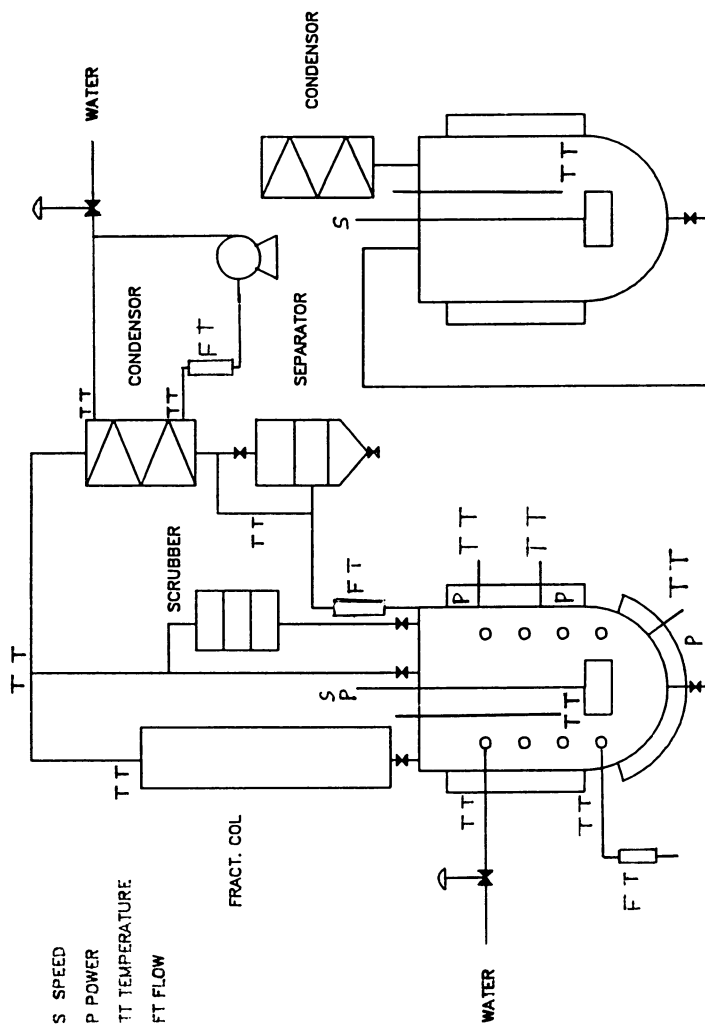 WATER
CONDENSOR
CONDENSOR
TT
TT
FT
S
TT
SEPARATOR
TT
SCRUBBER
TT
TT
FT
FRACT. COL
S
P
TT
P
TT
TT
P
TT
P
TT
TT
FT
WATER
S SPEED
P POWER
TT TEMPERATURE
FT FLOW